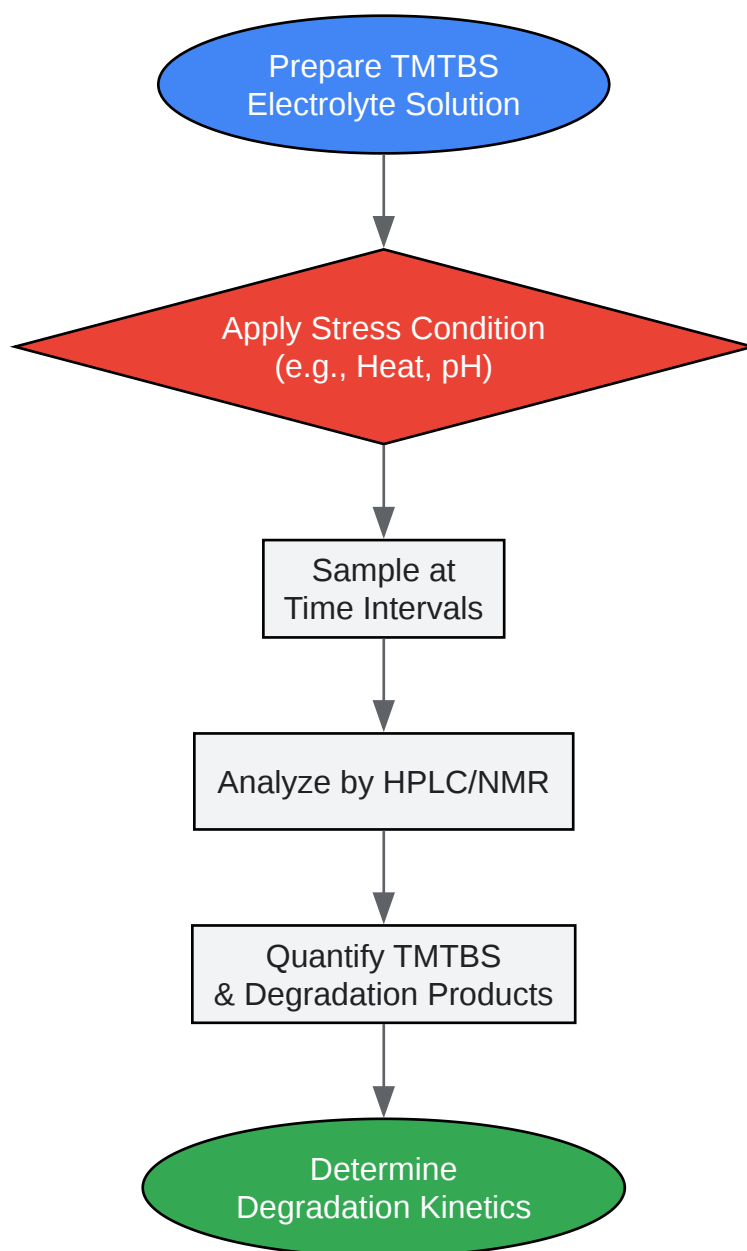 Prepare TMTBS
Electrolyte Solution
Apply Stress Condition
(e.g., Heat, pH)
Sample at
Time Intervals
Analyze by HPLC/NMR
Quantify TMTBS
& Degradation Products
Determine
Degradation Kinetics